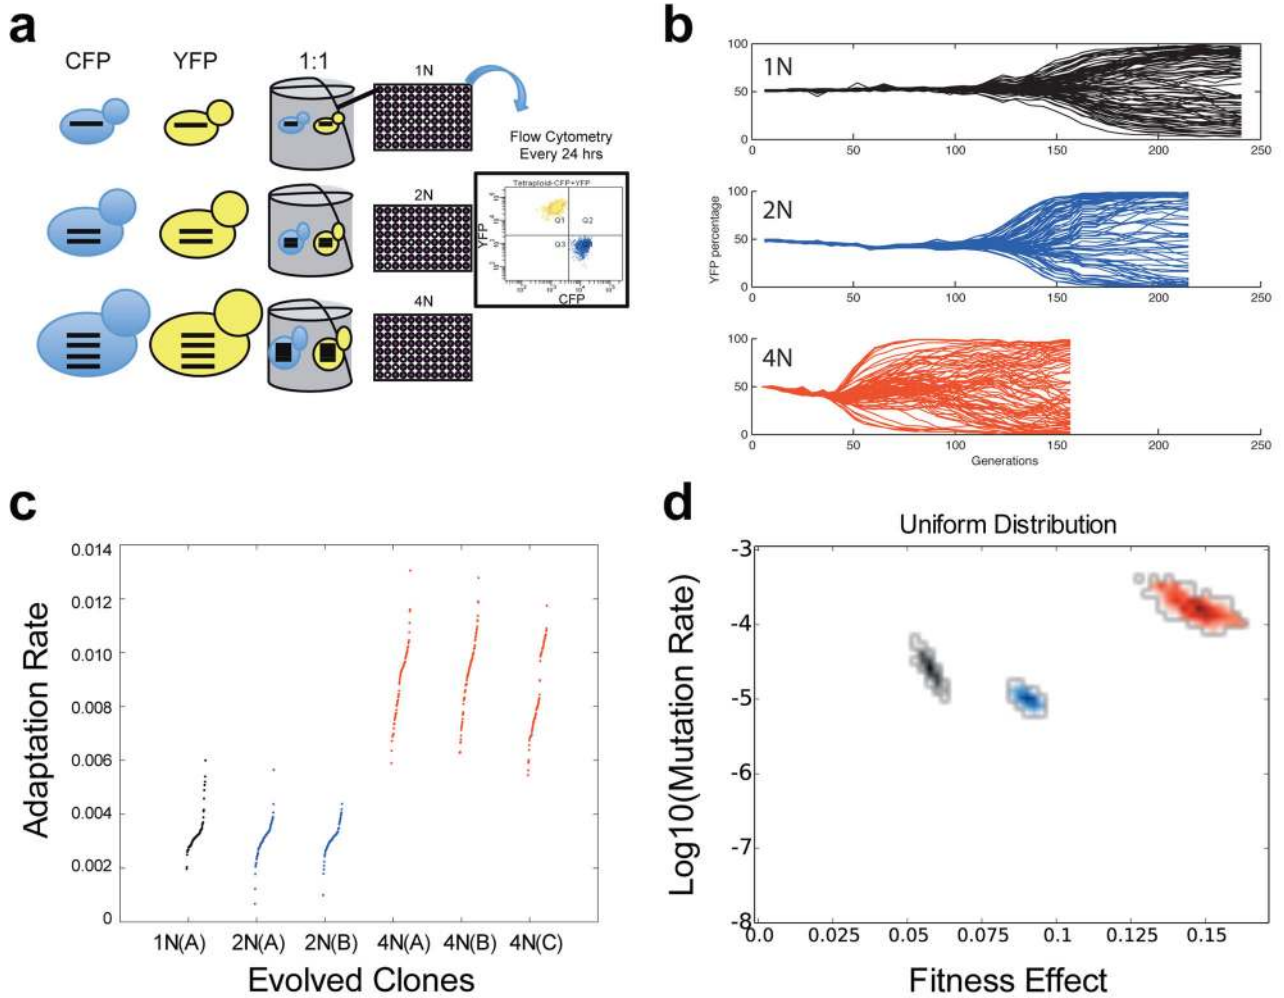 a
CFP YFP 1:1
1N
Flow Cytometry
Every 24 hrs
2N
Tetraploid-CFP+YFP
Q1 Q2
Q3
YFP
CFP
4N
b
1N
100
50
0
0 50 100 150 200 250
2N
100
50
0
0 50 100 150 200 250
YFP percentage
4N
100
50
0
0 50 100 150 200 250
Generations
c
0.014
0.012
0.010
0.008
0.006
0.004
0.002
0
Adaptation Rate
1N(A) 2N(A) 2N(B) 4N(A) 4N(B) 4N(C)
Evolved Clones
d
Uniform Distribution
-3
-4
-5
-6
-7
-8
Log10(Mutation Rate)
0.0 0.025 0.05 0.075 0.1 0.125 0.15
Fitness Effect